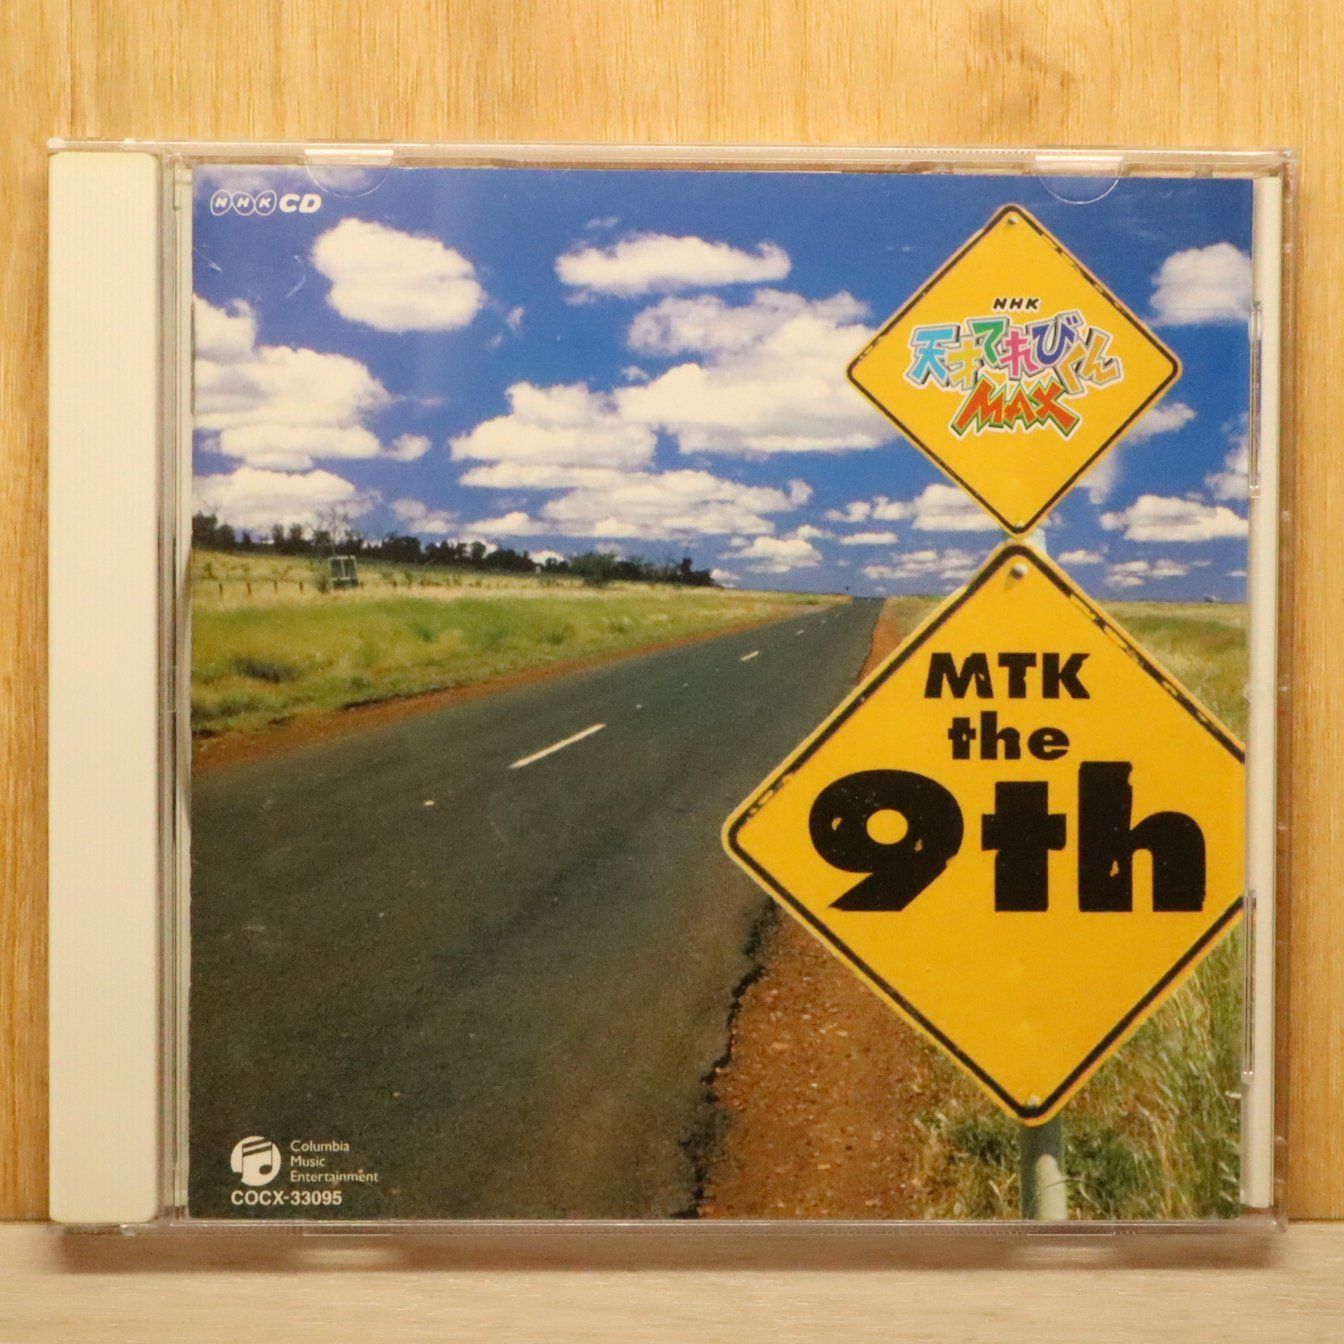 NHK CD
NHK
天才てれびくん
MAX
MTK
the
9th
Columbia
Music
Entertainment
COCX-33095